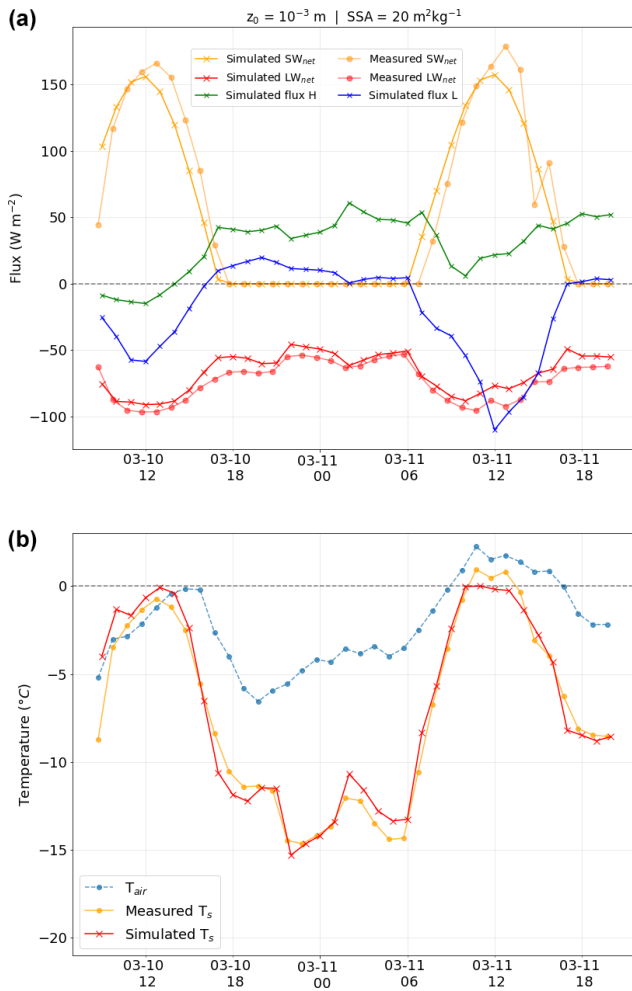 (a)
z₀ = 10⁻³ m | SSA = 20 m²kg⁻¹
Simulated SWnet
Simulated LWnet
Simulated flux H
Measured SWnet
Measured LWnet
Simulated flux L
Flux (W m⁻²)
150
100
50
0
−50
−100
03-10 12
03-10 18
03-11 00
03-11 06
03-11 12
03-11 18
(b)
Temperature (°C)
0
−5
−10
−15
−20
Tair
Measured Ts
Simulated Ts
03-10 12
03-10 18
03-11 00
03-11 06
03-11 12
03-11 18